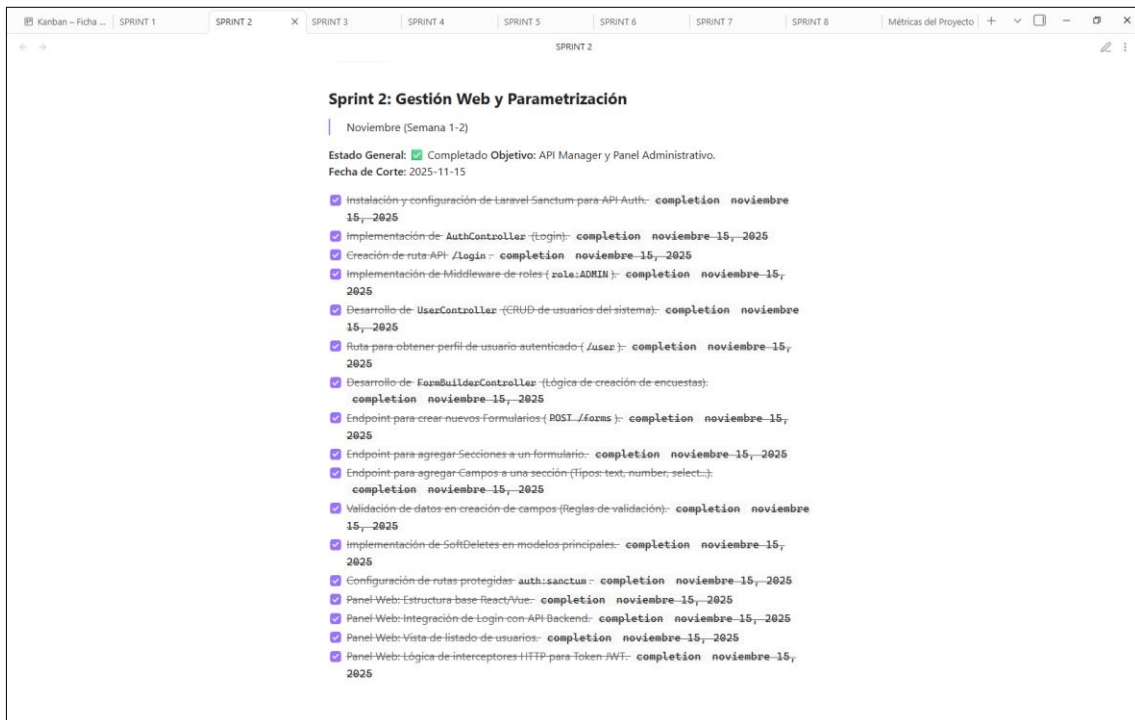 Kanban – Ficha ... SPRINT 1 SPRINT 2 SPRINT 3 SPRINT 4 SPRINT 5 SPRINT 6 SPRINT 7 SPRINT 8 Métricas del Proyecto
SPRINT 2
Sprint 2: Gestión Web y Parametrización
Noviembre (Semana 1-2)
Estado General: ✅ Completado Objetivo: API Manager y Panel Administrativo.
Fecha de Corte: 2025-11-15
Instalación y configuración de Laravel Sanctum para API Auth. completion noviembre
15, 2025
Implementación de AuthController (Login). completion noviembre 15, 2025
Creación de ruta API /login. completion noviembre 15, 2025
Implementación de Middleware de roles ( role:ADMIN ). completion noviembre 15,
2025
Desarrollo de UserController (CRUD de usuarios del sistema). completion noviembre
15, 2025
Ruta para obtener perfil de usuario autenticado ( /user ). completion noviembre 15,
2025
Desarrollo de FormBuilderController (Lógica de creación de encuestas).
completion noviembre 15, 2025
Endpoint para crear nuevos Formularios ( POST /forms ). completion noviembre 15,
2025
Endpoint para agregar Secciones a un formulario. completion noviembre 15, 2025
Endpoint para agregar Campos a una sección (Tipos: text, number, select...).
completion noviembre 15, 2025
Validación de datos en creación de campos (Reglas de validación). completion noviembre
15, 2025
Implementación de SoftDeletes en modelos principales. completion noviembre 15,
2025
Configuración de rutas protegidas auth:sanctum. completion noviembre 15, 2025
Panel Web: Estructura base React/Vue. completion noviembre 15, 2025
Panel Web: Integración de Login con API Backend. completion noviembre 15, 2025
Panel Web: Vista de listado de usuarios. completion noviembre 15, 2025
Panel Web: Lógica de interceptores HTTP para Token JWT. completion noviembre 15,
2025